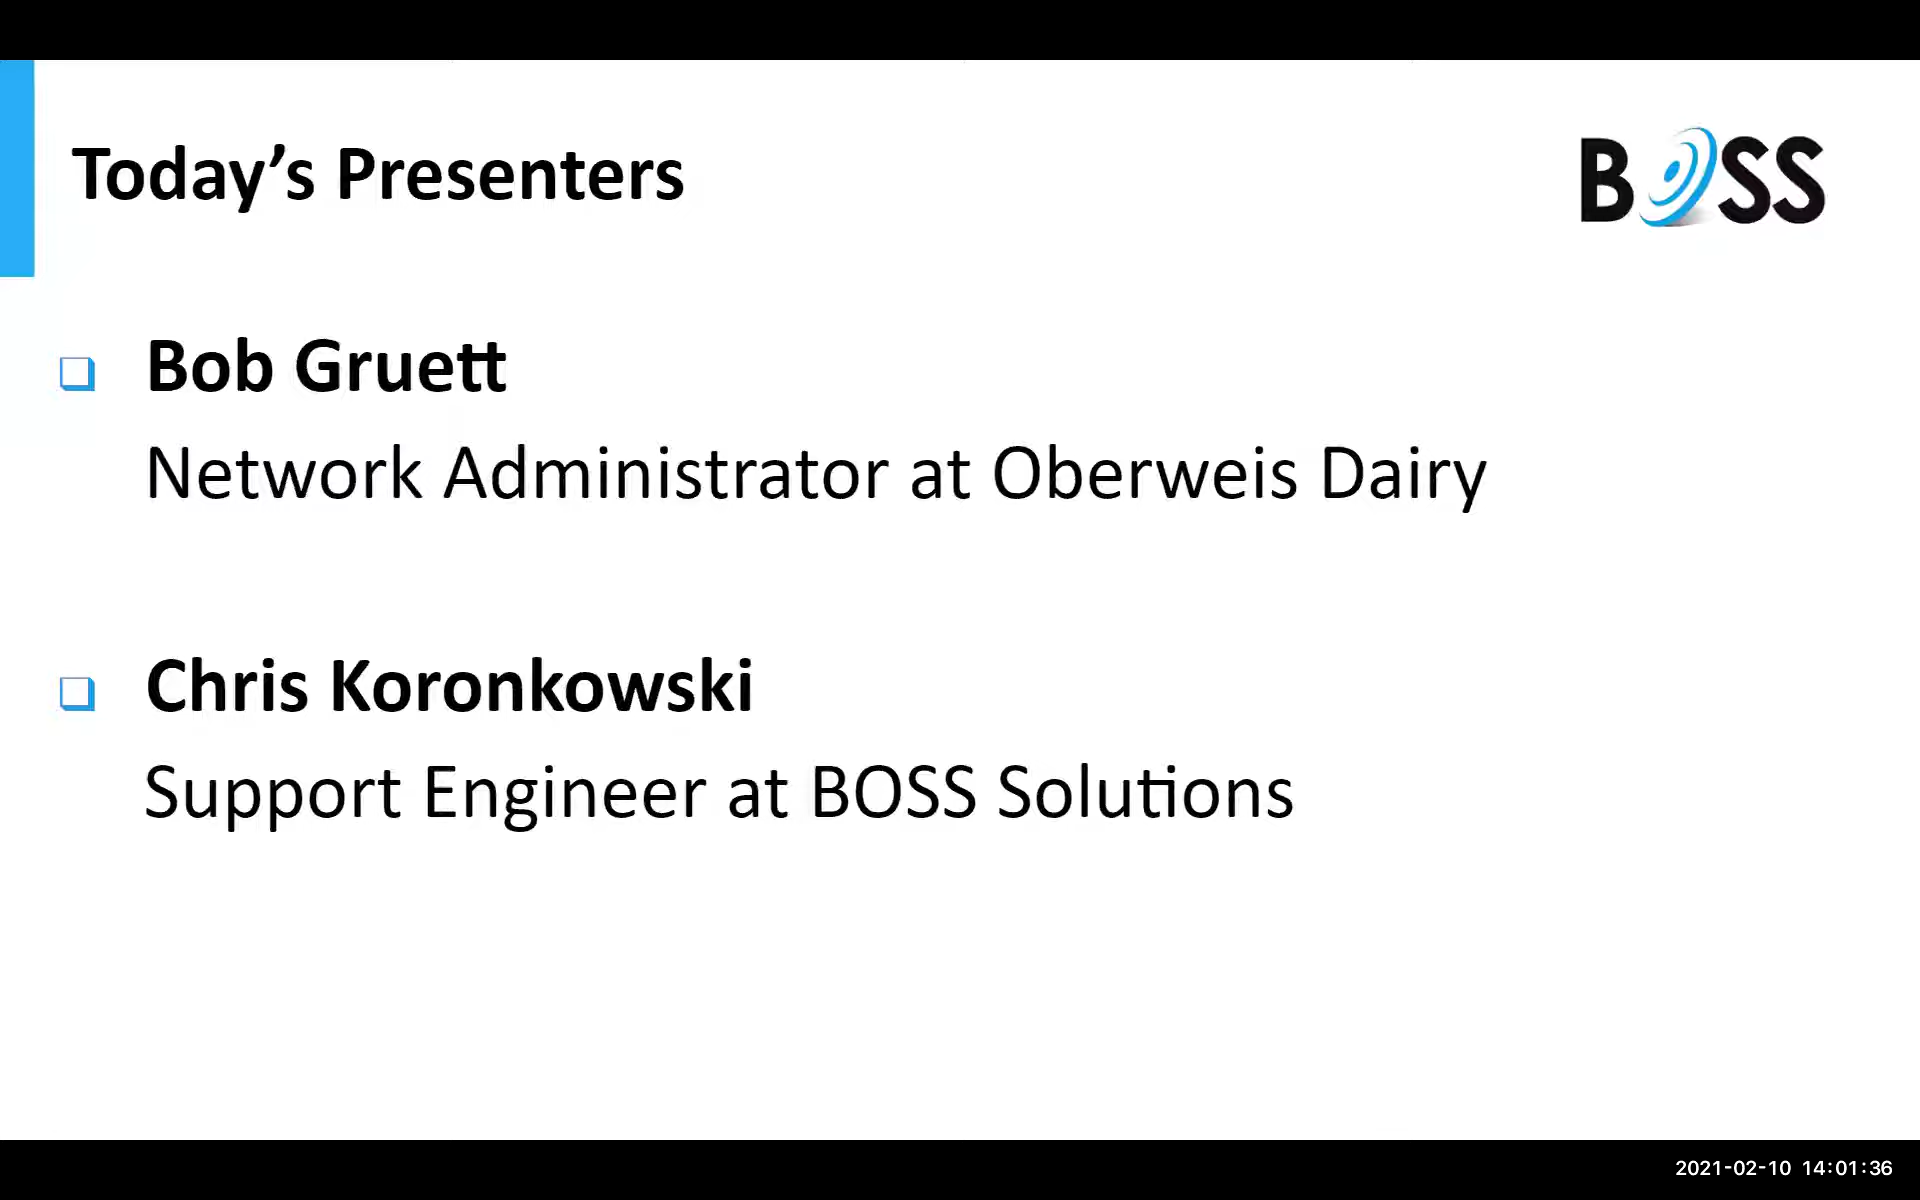 Today’s Presenters
BOSS
Bob Gruett
Network Administrator at Oberweis Dairy
Chris Koronkowski
Support Engineer at BOSS Solutions
2021-02-10 14:01:36